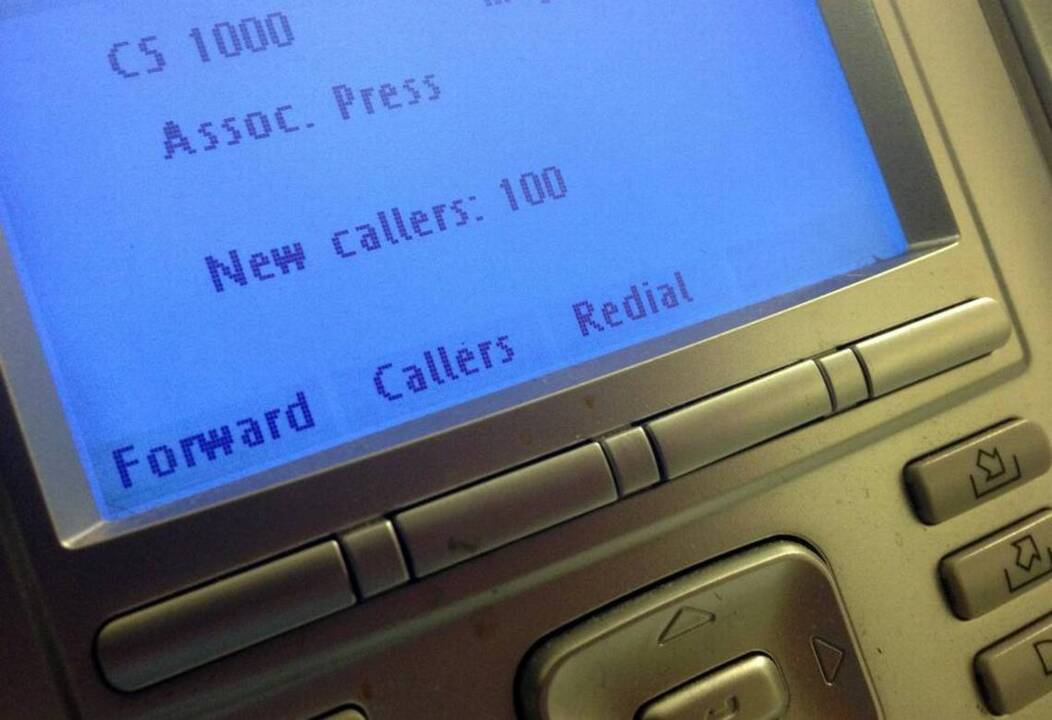 CS 1000
Assoc. Press
New callers: 100
Forward Callers Redial